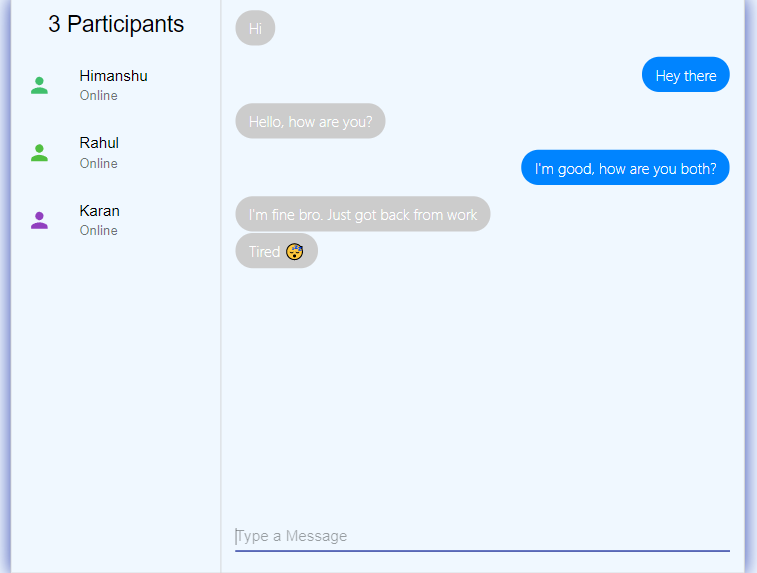 3 Participants
Himanshu
Online
Rahul
Online
Karan
Online
Hi
Hey there
Hello, how are you?
I'm good, how are you both?
I'm fine bro. Just got back from work
Tired 😴
Type a Message